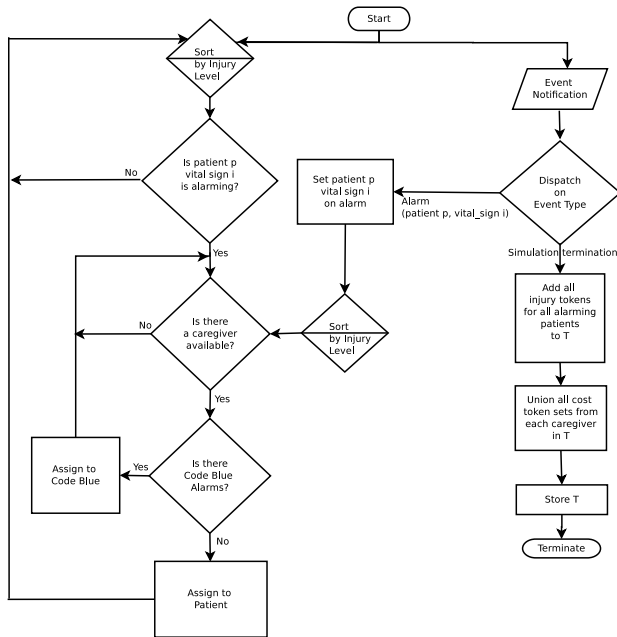 Start
Sort
by Injury
Level
Event
Notification
Is patient p
vital sign i
is alarming?
No
Set patient p
vital sign i
on alarm
Alarm
(patient p, vital_sign i)
Dispatch
on
Event Type
Yes
Simulation termination
Add all
injury tokens
for all alarming
patients
to T
Is there
a caregiver
available?
No
Sort
by Injury
Level
Yes
Union all cost
token sets from
each caregiver
in T
Assign to
Code Blue
Yes
Is there
Code Blue
Alarms?
Store T
No
Terminate
Assign to
Patient